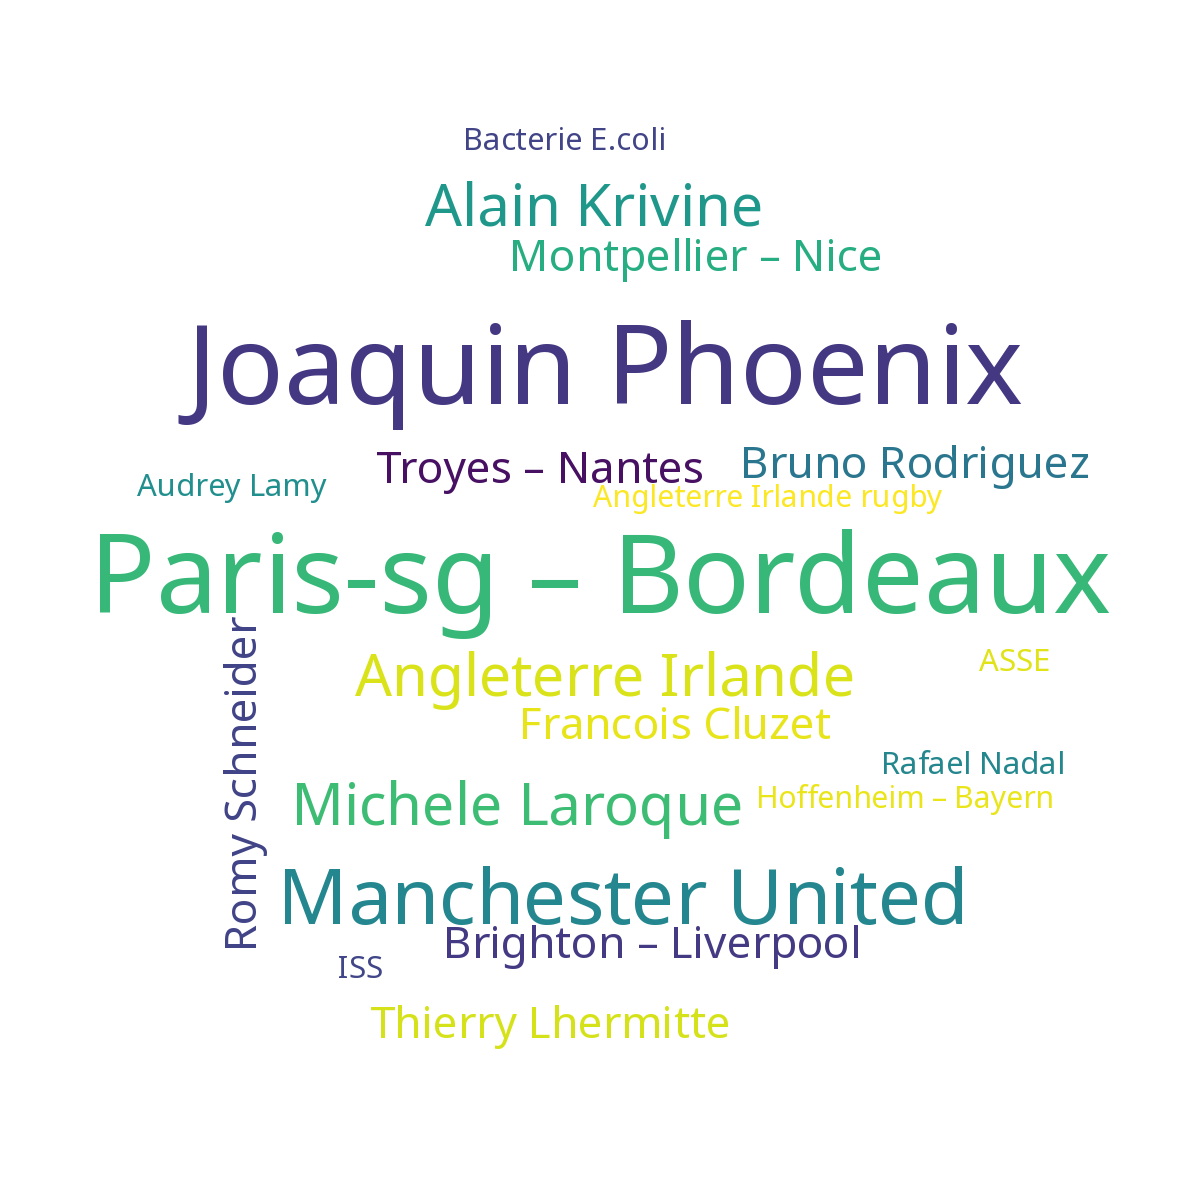 Bacterie E.coli
Alain Krivine
Montpellier – Nice
Joaquin Phoenix
Troyes – Nantes
Bruno Rodriguez
Audrey Lamy
Angleterre Irlande rugby
Paris-sg – Bordeaux
Romy Schneider
Angleterre Irlande
ASSE
Francois Cluzet
Rafael Nadal
Michele Laroque
Hoffenheim – Bayern
Manchester United
Brighton – Liverpool
ISS
Thierry Lhermitte